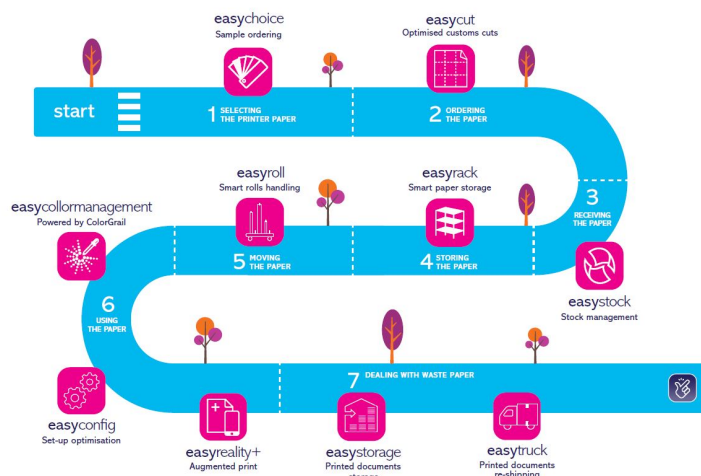 easychoice
Sample ordering
easycut
Optimised customs cuts
start
1 SELECTING
THE PRINTER PAPER
2 ORDERING
THE PAPER
3
RECEIVING
THE PAPER
easystock
Stock management
easyrack
Smart paper storage
4 STORING
THE PAPER
easyroll
Smart rolls handling
5 MOVING
THE PAPER
easycollormanagement
Powered by ColorGrail
6
USING
THE PAPER
easyconfig
Set-up optimisation
7 DEALING WITH WASTE PAPER
easyreality+
Augmented print
easystorage
Printed documents
storage
easytruck
Printed documents
re-shipping